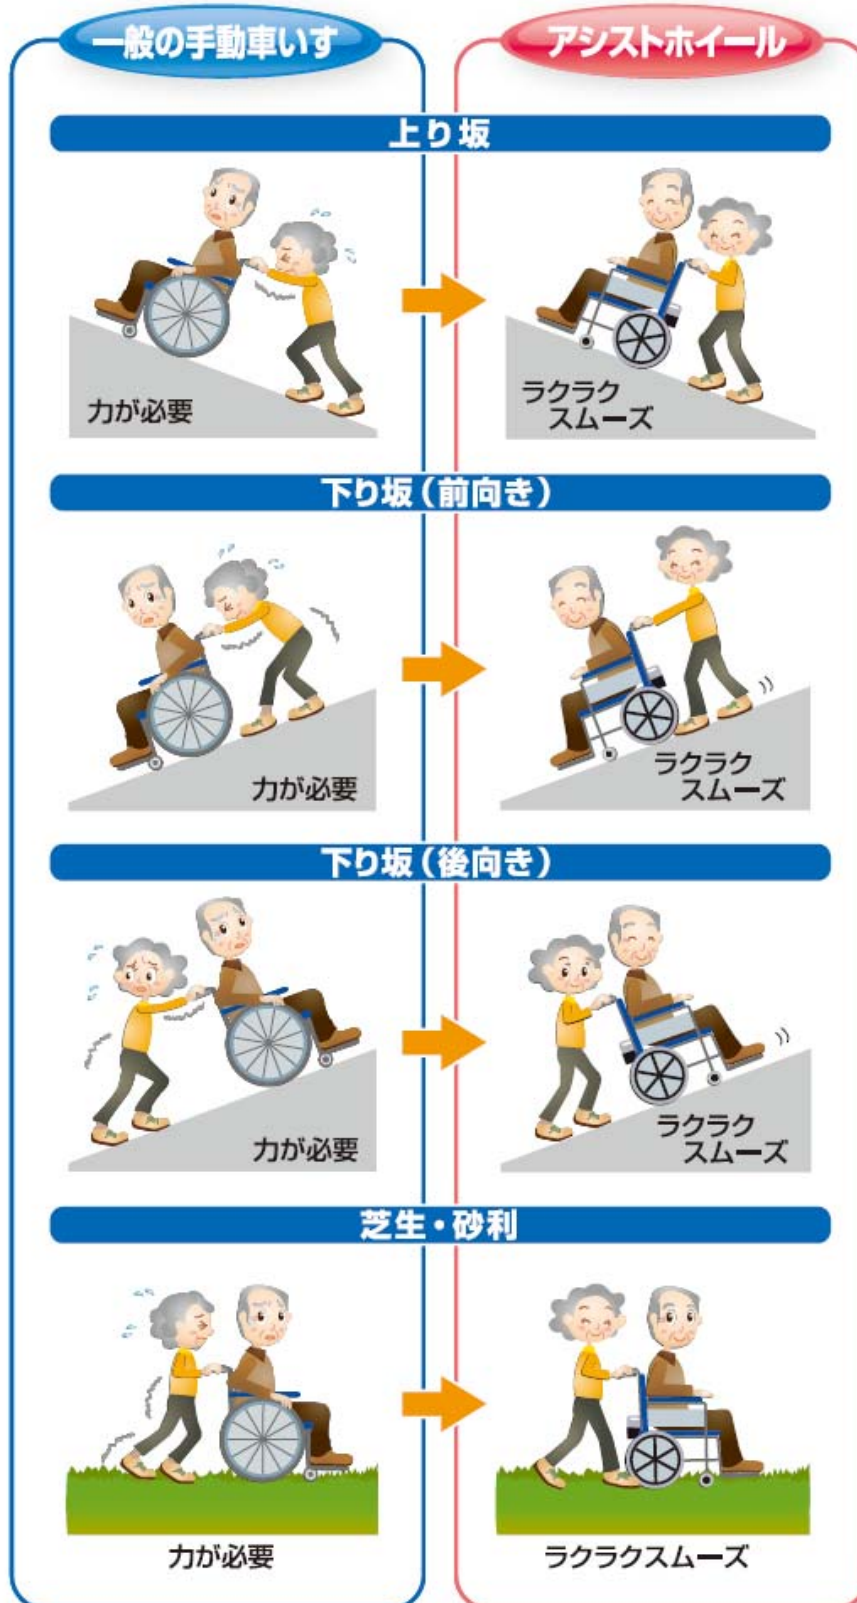 一般の手動車いす
アシストホイール
上り坂
力が必要
ラクラク
スムーズ
下り坂(前向き)
力が必要
ラクラク
スムーズ
下り坂(後向き)
力が必要
ラクラク
スムーズ
芝生・砂利
力が必要
ラクラクスムーズ